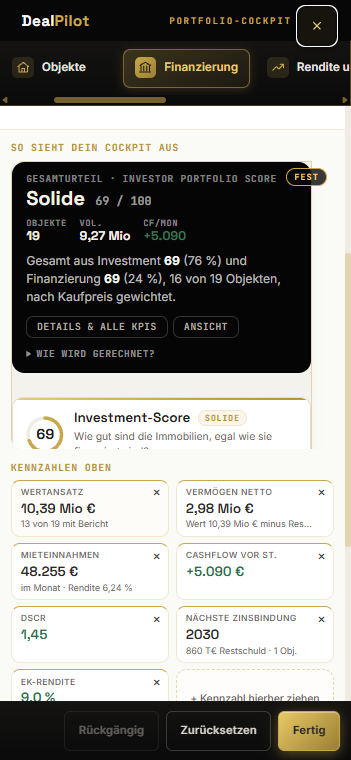 DealPilot
PORTFOLIO-COCKPIT
×
Objekte
Finanzierung
Rendite u
SO SIEHT DEIN COCKPIT AUS
GESAMTURTEIL · INVESTOR PORTFOLIO SCORE
FEST
Solide 69 / 100
OBJEKTE VOL. CF/MON
19 9,27 Mio +5.090
Gesamt aus Investment 69 (76 %) und
Finanzierung 69 (24 %), 16 von 19 Objekten,
nach Kaufpreis gewichtet.
DETAILS & ALLE KPIS
ANSICHT
WIE WIRD GERECHNET?
69
Investment-Score SOLIDE
Wie gut sind die Immobilien, egal wie sie
KENNZAHLEN OBEN
WERTANSATZ ×
10,39 Mio €
13 von 19 mit Bericht
VERMÖGEN NETTO ×
2,98 Mio €
Wert 10,39 Mio € minus Res...
MIETEINNAHMEN ×
48.255 €
im Monat · Rendite 6,24 %
CASHFLOW VOR ST. ×
+5.090 €
DSCR ×
1,45
NÄCHSTE ZINSBINDUNG ×
2030
860 T€ Restschuld · 1 Obj.
EK-RENDITE ×
9,0 %
+ Kennzahl hierher ziehen
Rückgängig
Zurücksetzen
Fertig